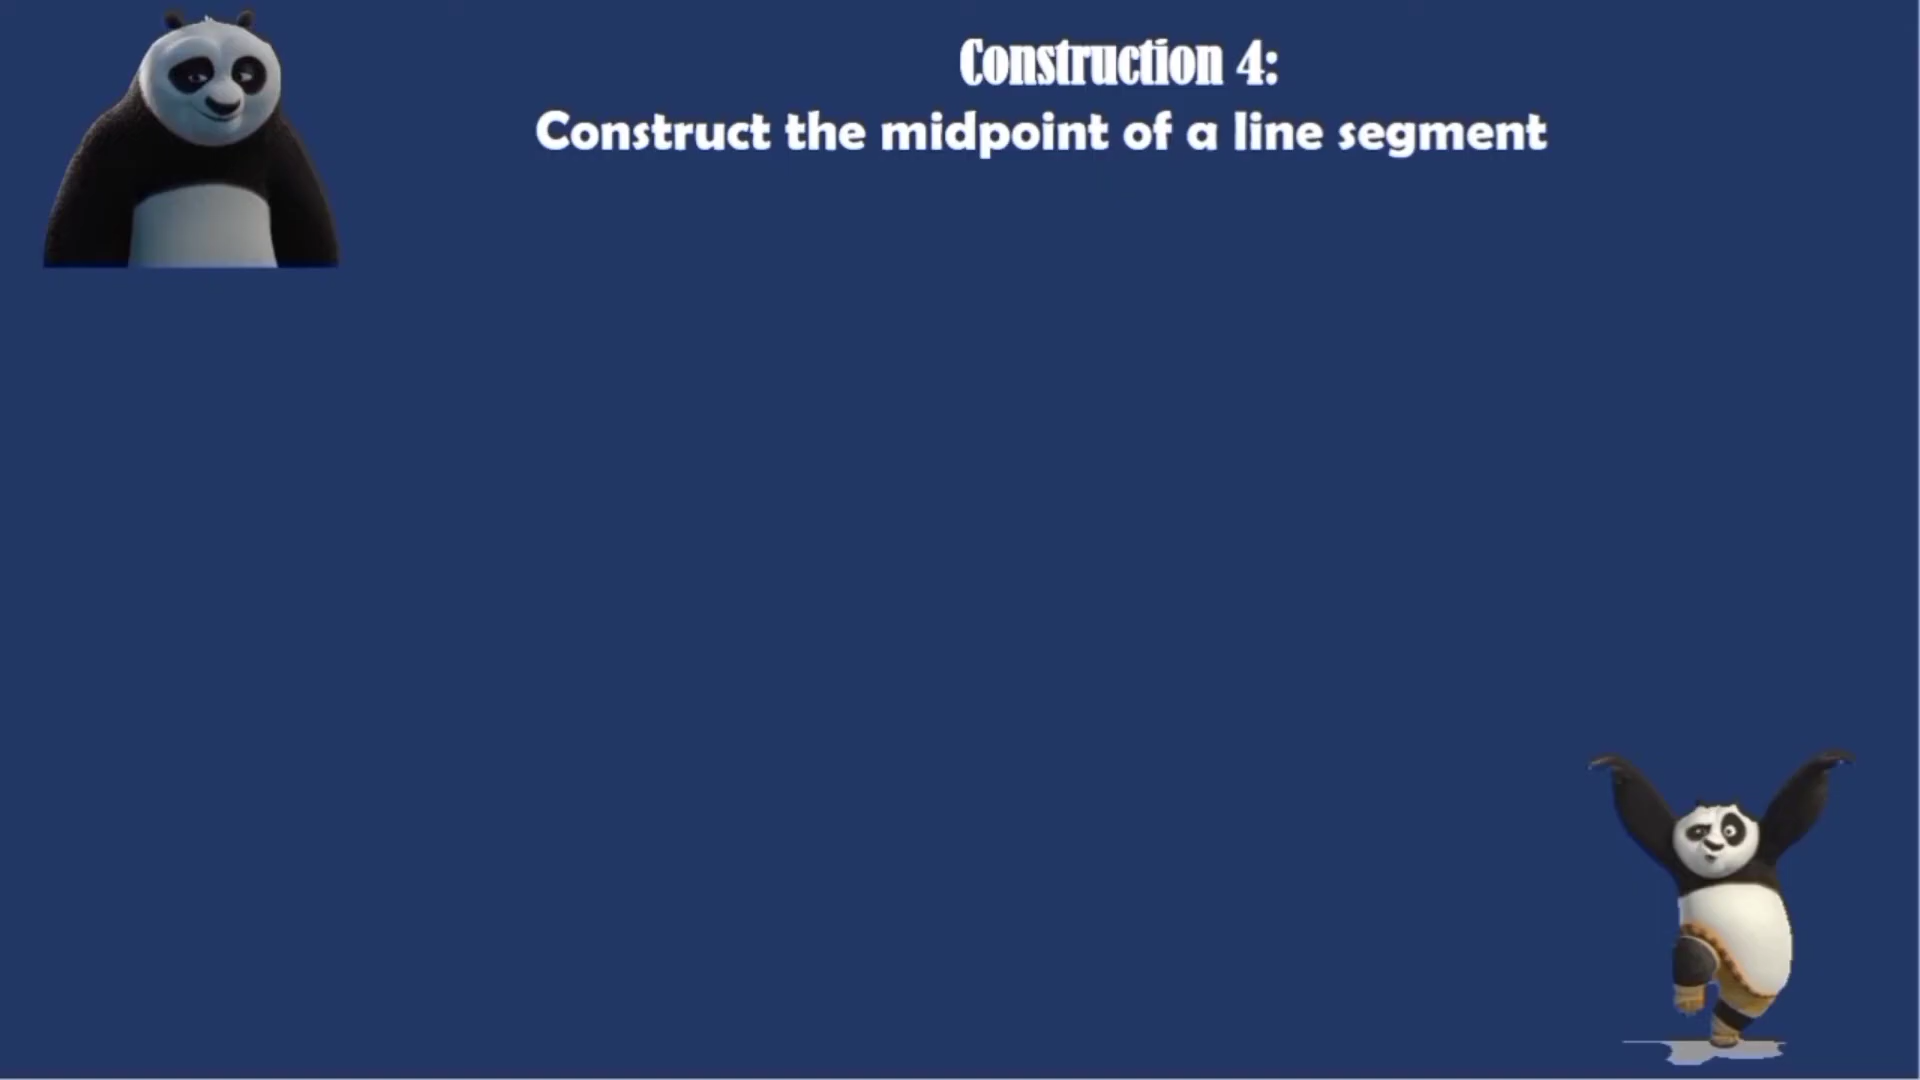 Construction 4:
Construct the midpoint of a line segment